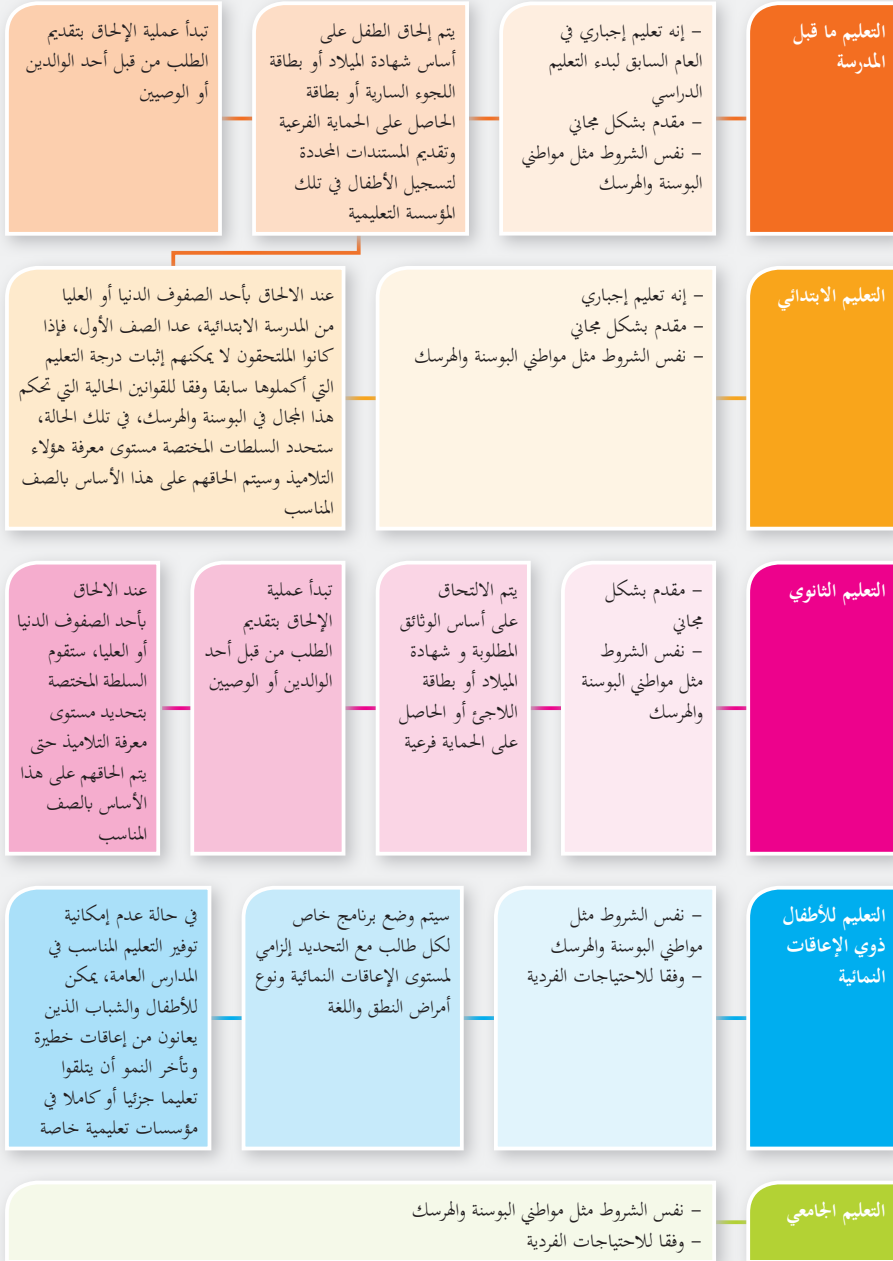 التعليم ما قبل
المدرسة
– إنه تعليم إجباري في
العام السابق لبدء التعليم
الدراسي
– مقدم بشكل مجاني
– نفس الشروط مثل مواطني
البوسنة والهرسك
يتم إلحاق الطفل على
أساس شهادة الميلاد أو بطاقة
اللجوء السارية أو بطاقة
الحاصل على الحماية الفرعية
وتقديم المستندات المحددة
لتسجيل الأطفال في تلك
المؤسسة التعليمية
تبدأ عملية الإلحاق بتقديم
الطلب من قبل أحد الوالدين
أو الوصيين
التعليم الابتدائي
– إنه تعليم إجباري
– مقدم بشكل مجاني
– نفس الشروط مثل مواطني البوسنة والهرسك
عند الالحاق بأحد الصفوف الدنيا أو العليا
من المدرسة الابتدائية، عدا الصف الأول، فإذا
كانوا الملتحقون لا يمكنهم إثبات درجة التعليم
التي أكملوها سابقا وفقا للقوانين الحالية التي تحكم
هذا المجال في البوسنة والهرسك، في تلك الحالة،
ستحدد السلطات المختصة مستوى معرفة هؤلاء
التلاميذ وسيتم الحاقهم على هذا الأساس بالصف
المناسب
التعليم الثانوي
– مقدم بشكل
مجاني
– نفس الشروط
مثل مواطني البوسنة
والهرسك
يتم الالتحاق
على أساس الوثائق
المطلوبة و شهادة
الميلاد أو بطاقة
اللاجئ أو الحاصل
على الحماية فرعية
تبدأ عملية
الإلحاق بتقديم
الطلب من قبل أحد
الوالدين أو الوصيين
عند الالحاق
بأحد الصفوف الدنيا
أو العليا، ستقوم
السلطة المختصة
بتحديد مستوى
معرفة التلاميذ حتى
يتم الحاقهم على هذا
الأساس بالصف
المناسب
التعليم للأطفال
ذوي الإعاقات
النمائية
– نفس الشروط مثل
مواطني البوسنة والهرسك
– وفقا للاحتياجات الفردية
سيتم وضع برنامج خاص
لكل طالب مع التحديد إلزامي
لمستوى الإعاقات النمائية ونوع
أمراض النطق واللغة
في حالة عدم إمكانية
توفير التعليم المناسب في
المدارس العامة، يمكن
للأطفال والشباب الذين
يعانون من إعاقات خطيرة
وتأخر النمو أن يتلقوا
تعليما جزئيا أو كاملا في
مؤسسات تعليمية خاصة
التعليم الجامعي
– نفس الشروط مثل مواطني البوسنة والهرسك
– وفقا للاحتياجات الفردية